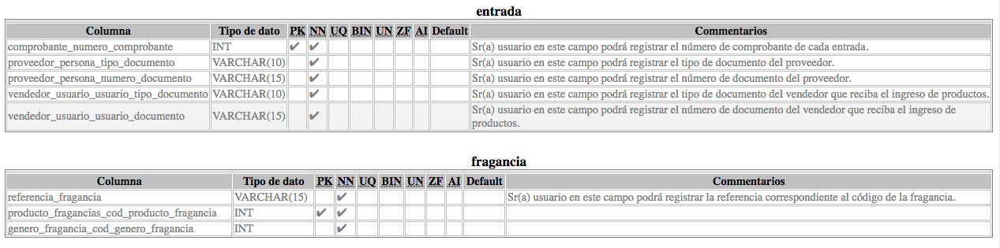 entrada
Columna Tipo de dato PK NN UQ BIN UN ZF AI Default Commentarios
comprobante_numero_comprobante INT ✔ ✔ Sr(a) usuario en este campo podrá registrar el número de comprobante de cada entrada.
proveedor_persona_tipo_documento VARCHAR(10) ✔ Sr(a) usuario en este campo podrá registrar el tipo de documento del proveedor.
proveedor_persona_numero_documento VARCHAR(15) ✔ Sr(a) usuario en este campo podrá registrar el número de documento del proveedor.
vendedor_usuario_usuario_tipo_documento VARCHAR(10) ✔ Sr(a) usuario en este campo podrá registrar el tipo de documento del vendedor que reciba el ingreso de productos.
vendedor_usuario_usuario_documento VARCHAR(15) ✔ Sr(a) usuario en este campo podrá registrar el número de documento del vendedor que reciba el ingreso de
productos.
fragancia
Columna Tipo de dato PK NN UQ BIN UN ZF AI Default Commentarios
referencia_fragancia VARCHAR(15) ✔ Sr(a) usuario en este campo podrá registrar la referencia correspondiente al código de la fragancia.
producto_fragancias_cod_producto_fragancia INT ✔ ✔
genero_fragancia_cod_genero_fragancia INT ✔